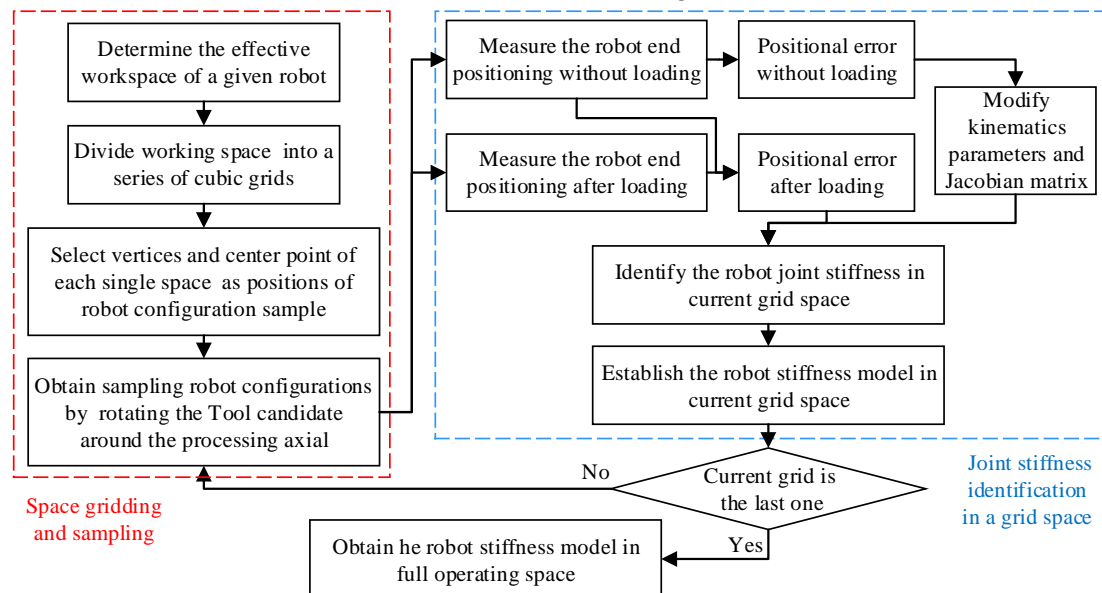 Determine the effective
workspace of a given robot
Divide working space into a
series of cubic grids
Select vertices and center point of
each single space as positions of
robot configuration sample
Obtain sampling robot configurations
by rotating the Tool candidate
around the processing axial
Space gridding
and sampling
Measure the robot end
positioning without loading
Positional error
without loading
Modify
kinematics
parameters and
Jacobian matrix
Measure the robot end
positioning after loading
Positional error
after loading
Identify the robot joint stiffness in
current grid space
Establish the robot stiffness model in
current grid space
Joint stiffness
identification
in a grid space
No
Current grid is
the last one
Yes
Obtain he robot stiffness model in
full operating space